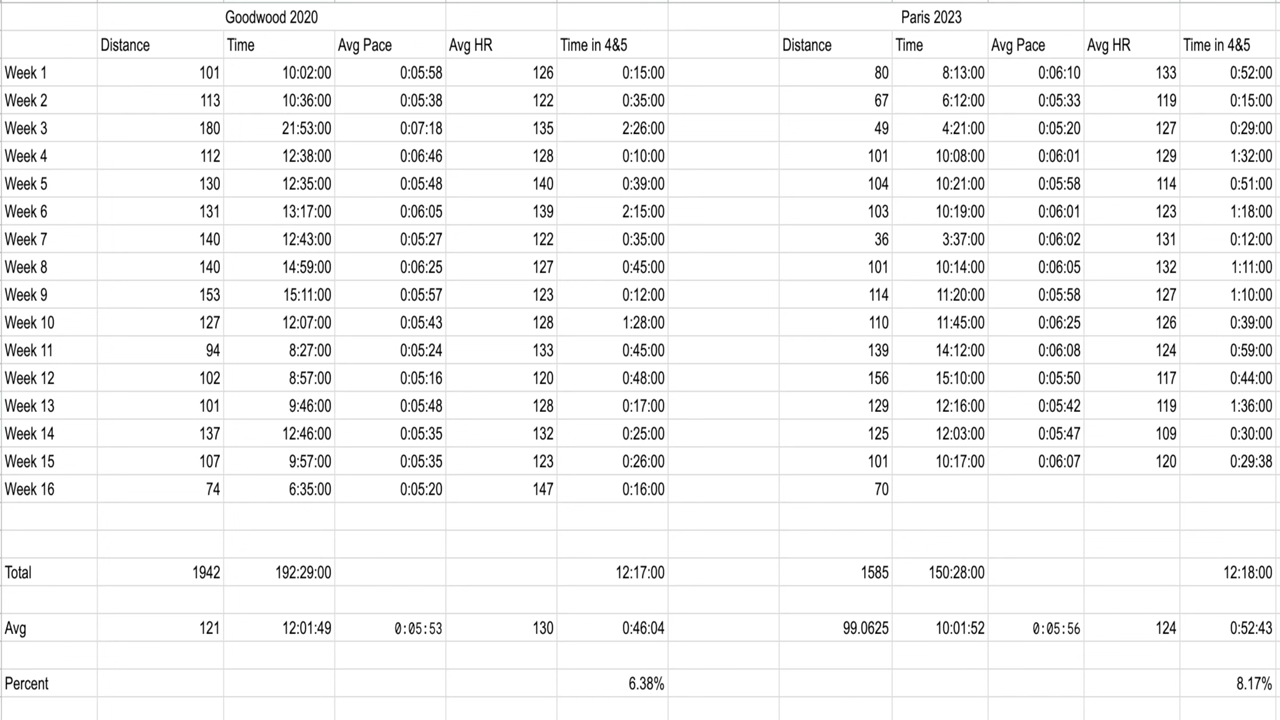 Goodwood 2020 Paris 2023
Distance Time Avg Pace Avg HR Time in 4&5 Distance Time Avg Pace Avg HR Time in 4&5
Week 1 101 10:02:00 0:05:58 126 0:15:00 80 8:13:00 0:06:10 133 0:52:00
Week 2 113 10:36:00 0:05:38 122 0:35:00 67 6:12:00 0:05:33 119 0:15:00
Week 3 180 21:53:00 0:07:18 135 2:26:00 49 4:21:00 0:05:20 127 0:29:00
Week 4 112 12:38:00 0:06:46 128 0:10:00 101 10:08:00 0:06:01 129 1:32:00
Week 5 130 12:35:00 0:05:48 140 0:39:00 104 10:21:00 0:05:58 114 0:51:00
Week 6 131 13:17:00 0:06:05 139 2:15:00 103 10:19:00 0:06:01 123 1:18:00
Week 7 140 12:43:00 0:05:27 122 0:35:00 36 3:37:00 0:06:02 131 0:12:00
Week 8 140 14:59:00 0:06:25 127 0:45:00 101 10:14:00 0:06:05 132 1:11:00
Week 9 153 15:11:00 0:05:57 123 0:12:00 114 11:20:00 0:05:58 127 1:10:00
Week 10 127 12:07:00 0:05:43 128 1:28:00 110 11:45:00 0:06:25 126 0:39:00
Week 11 94 8:27:00 0:05:24 133 0:45:00 139 14:12:00 0:06:08 124 0:59:00
Week 12 102 8:57:00 0:05:16 120 0:48:00 156 15:10:00 0:05:50 117 0:44:00
Week 13 101 9:46:00 0:05:48 128 0:17:00 129 12:16:00 0:05:42 119 1:36:00
Week 14 137 12:46:00 0:05:35 132 0:25:00 125 12:03:00 0:05:47 109 0:30:00
Week 15 107 9:57:00 0:05:35 123 0:26:00 101 10:17:00 0:06:07 120 0:29:38
Week 16 74 6:35:00 0:05:20 147 0:16:00 70
Total 1942 192:29:00 12:17:00 1585 150:28:00 12:18:00
Avg 121 12:01:49 0:05:53 130 0:46:04 99.0625 10:01:52 0:05:56 124 0:52:43
Percent 6.38% 8.17%